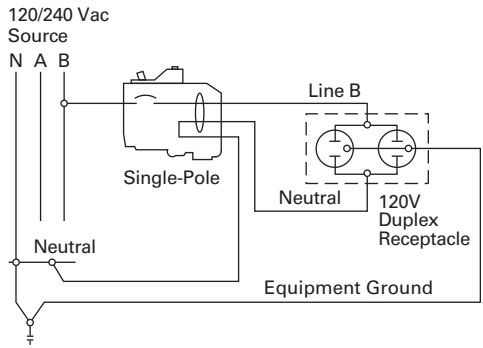 120/240 Vac
Source
N A B
Line B
Single-Pole
Neutral
120V
Duplex
Receptacle
Neutral
Equipment Ground